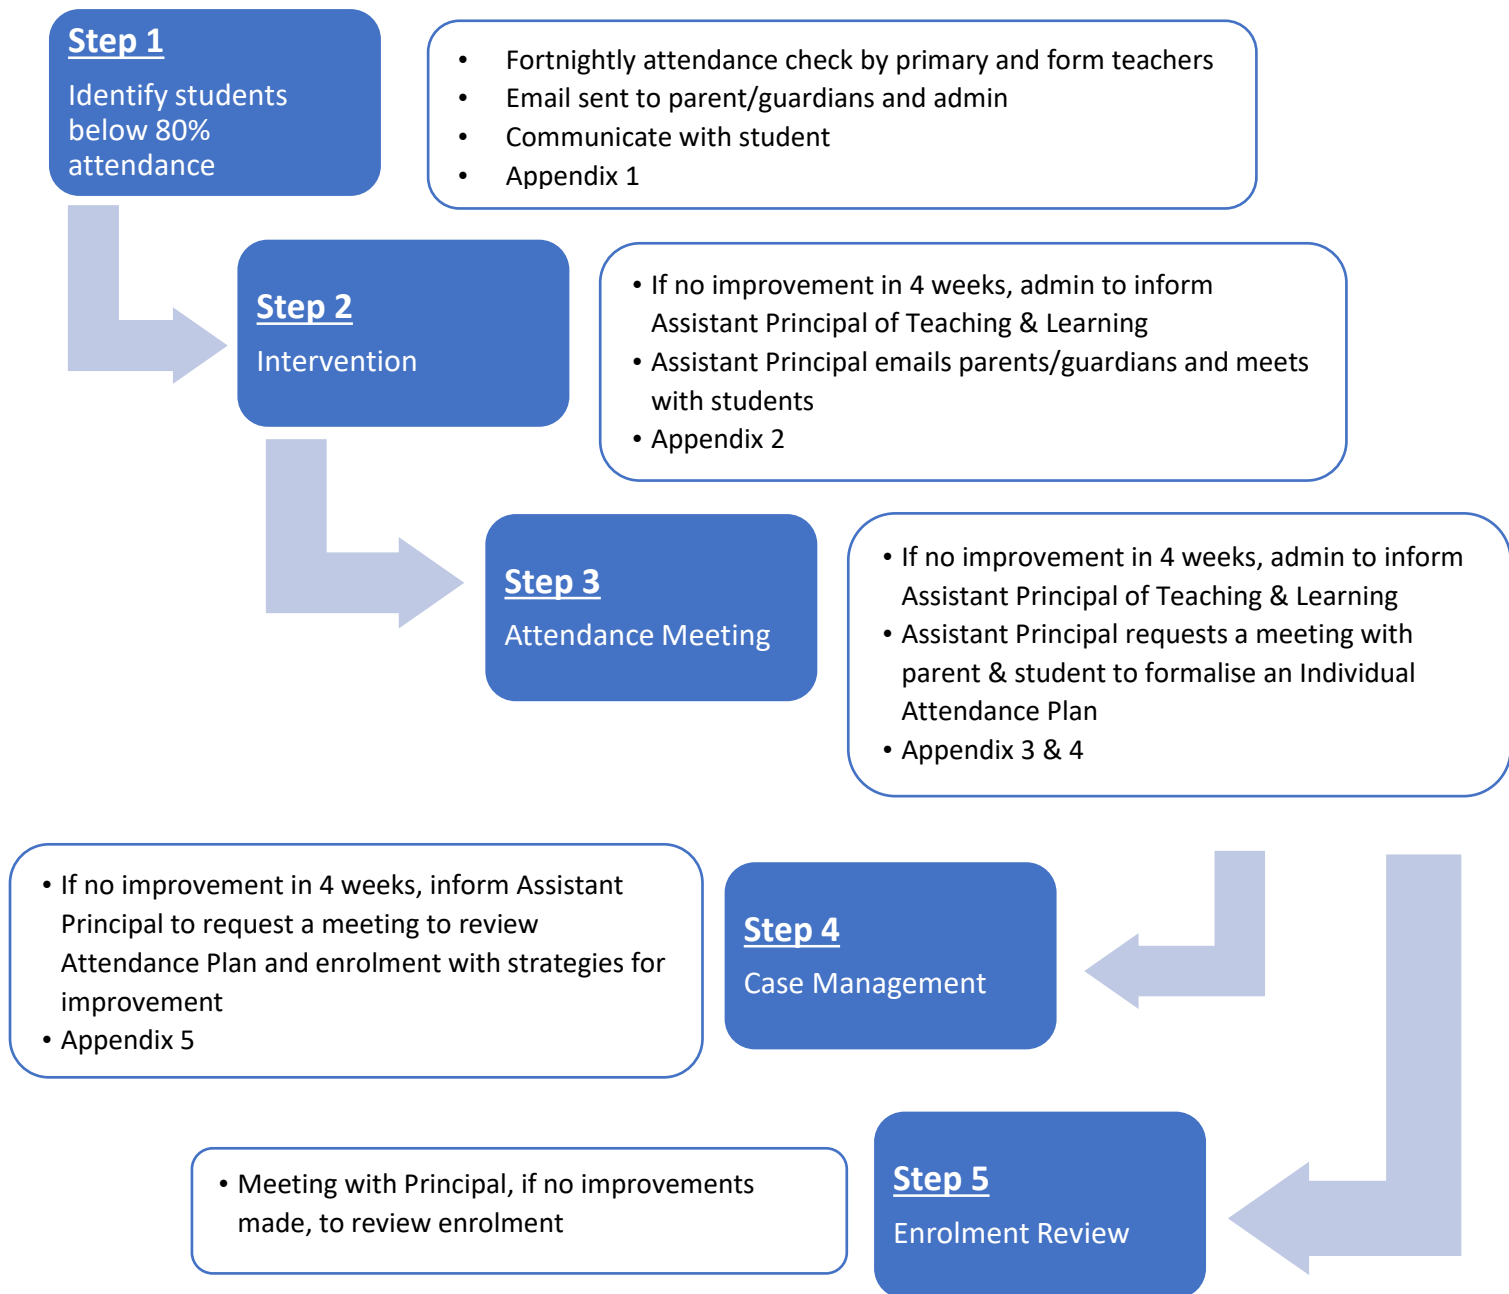 Step 1
Identify students
below 80%
attendance
• Fortnightly attendance check by primary and form teachers
• Email sent to parent/guardians and admin
• Communicate with student
• Appendix 1
Step 2
Intervention
• If no improvement in 4 weeks, admin to inform
Assistant Principal of Teaching & Learning
• Assistant Principal emails parents/guardians and meets
with students
• Appendix 2
Step 3
Attendance Meeting
• If no improvement in 4 weeks, admin to inform
Assistant Principal of Teaching & Learning
• Assistant Principal requests a meeting with
parent & student to formalise an Individual
Attendance Plan
• Appendix 3 & 4
Step 4
Case Management
• If no improvement in 4 weeks, inform Assistant
Principal to request a meeting to review
Attendance Plan and enrolment with strategies for
improvement
• Appendix 5
Step 5
Enrolment Review
• Meeting with Principal, if no improvements
made, to review enrolment